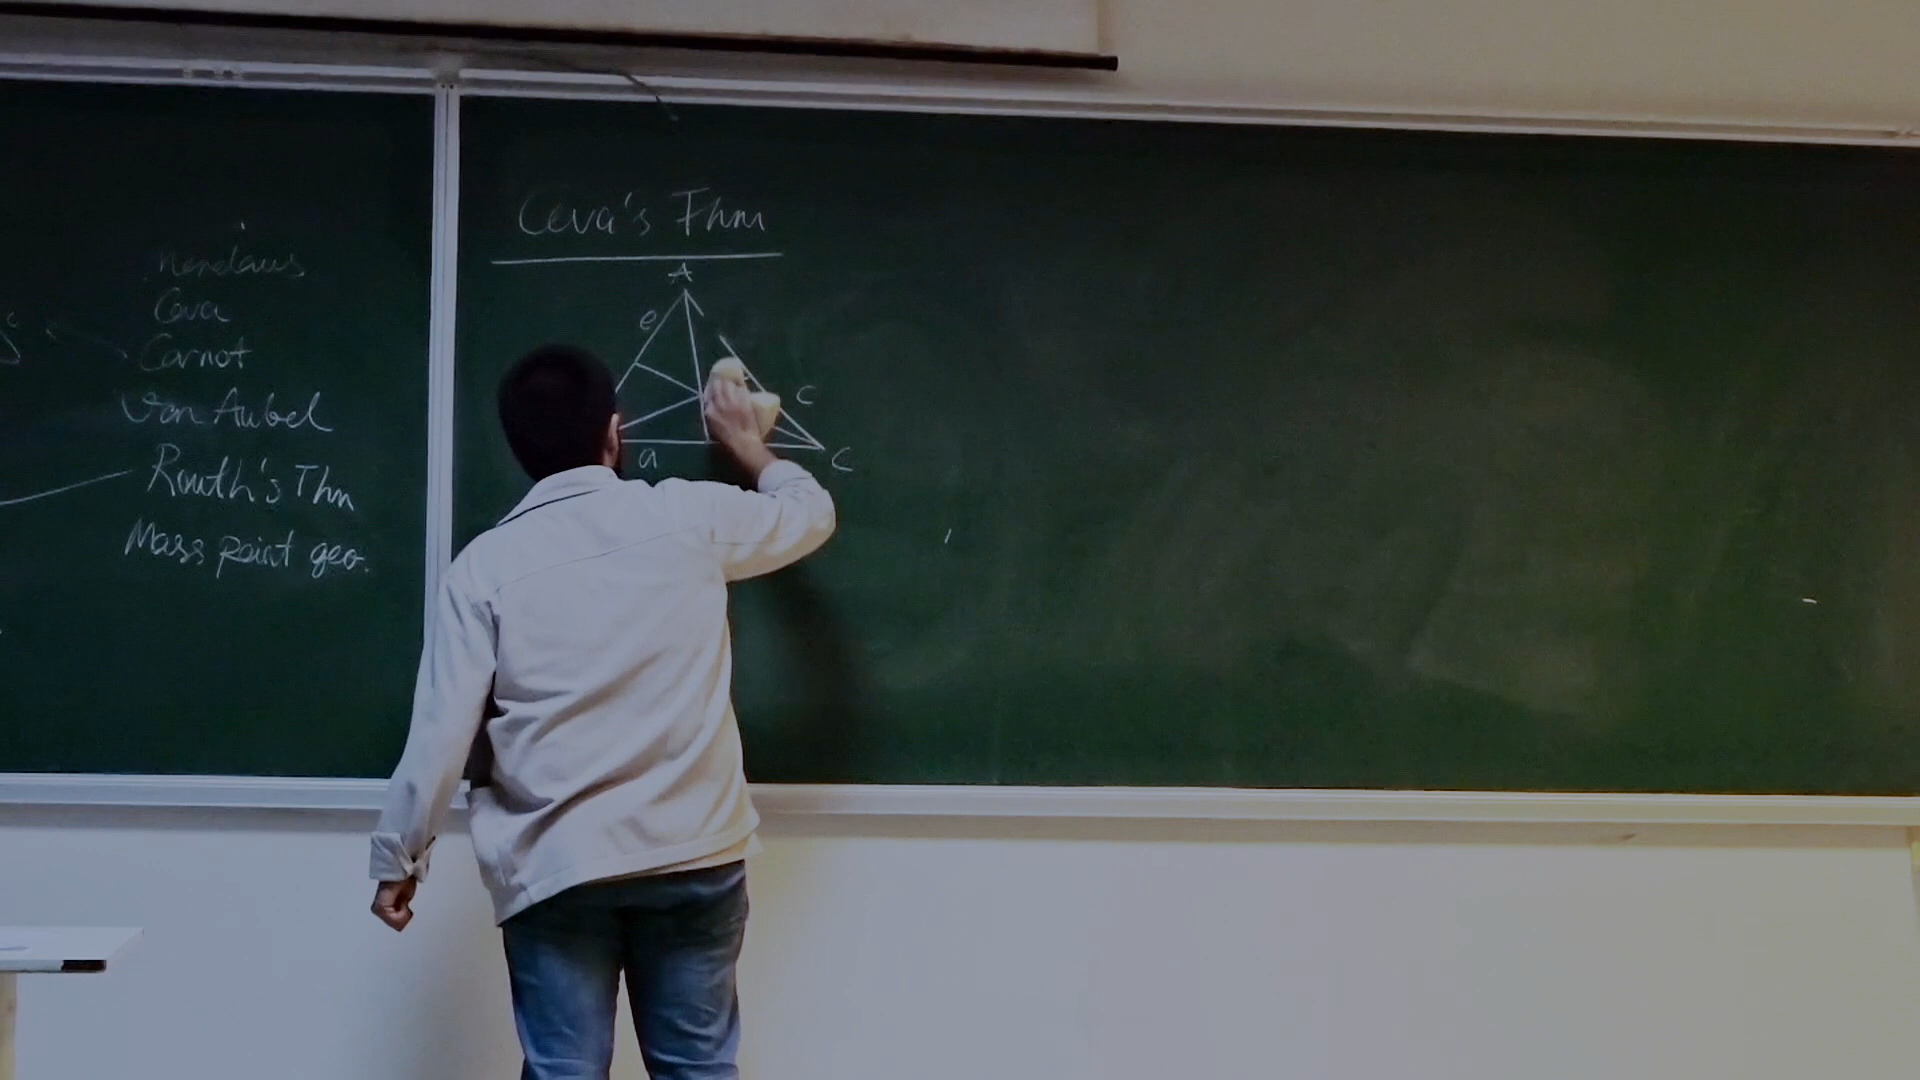 Menelaus
Ceva
Carnot
Van Aubel
Routh's Thm
Mass point geo.
Ceva's Thm
A
e
c
a
C